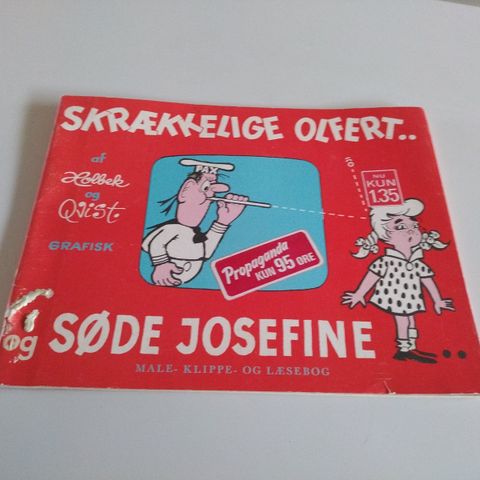 SKRÆKKELIGE OLFERT..
af
Holbek
og
Qvist.
GRAFISK
PAX
NU
KUN
1.35
Propaganda
KUN 95 ØRE
og SØDE JOSEFINE ..
MALE- KLIPPE- OG LÆSEBOG